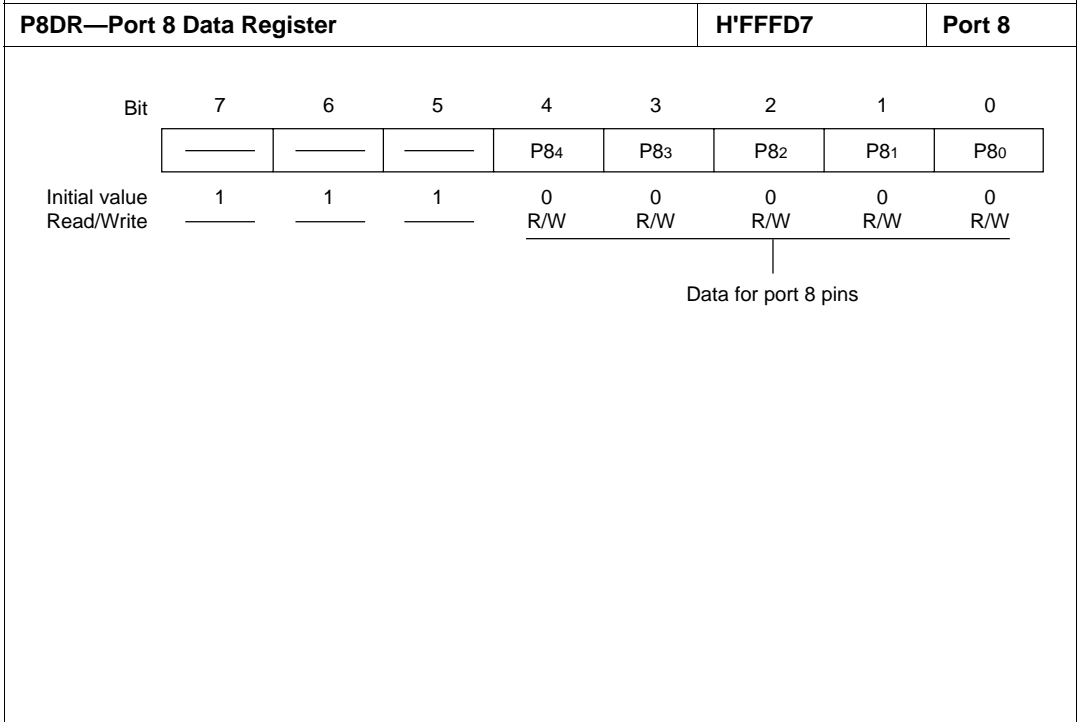 P8DR—Port 8 Data Register H'FFFD7 Port 8
Bit 7 6 5 4 3 2 1 0
— — — P84 P83 P82 P81 P80
Initial value 1 1 1 0 0 0 0 0
Read/Write — — — R/W R/W R/W R/W R/W
Data for port 8 pins